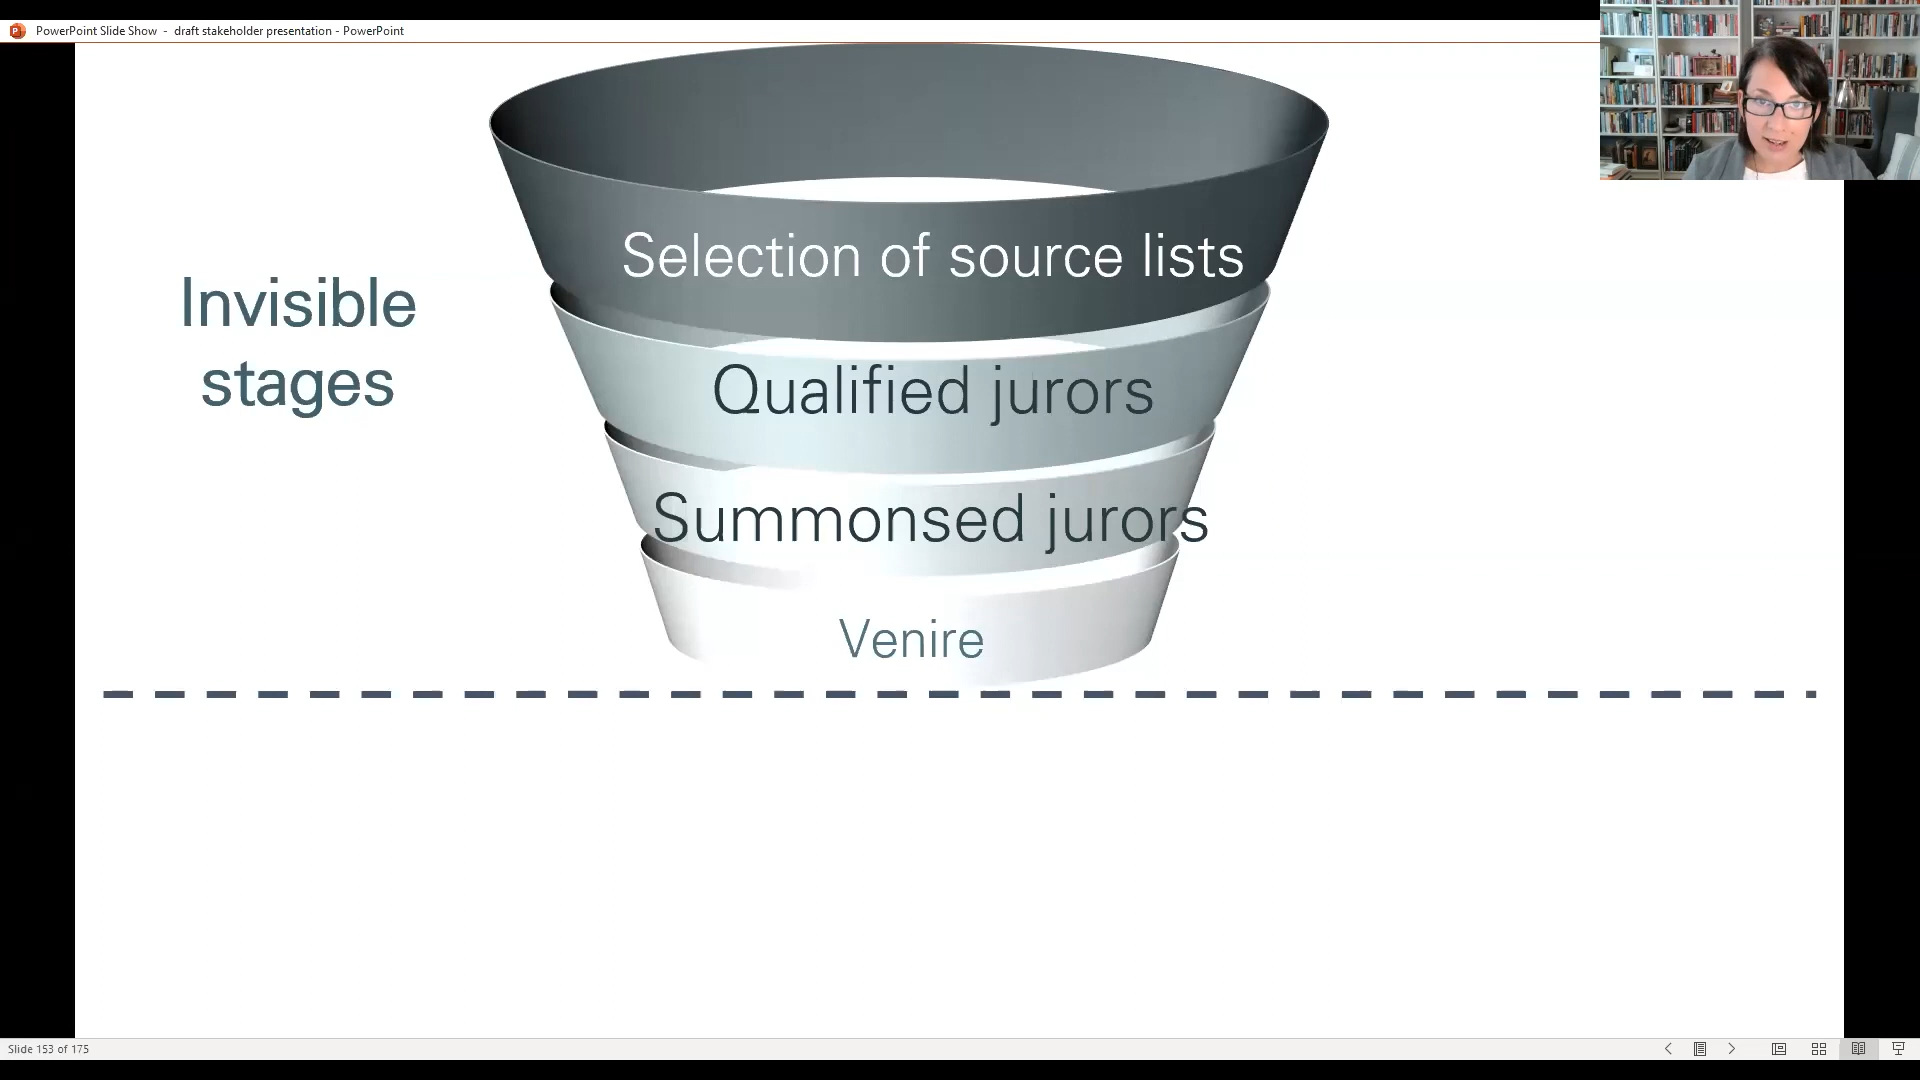 PowerPoint Slide Show - draft stakeholder presentation - PowerPoint
Selection of source lists
Invisible
stages
Qualified jurors
Summonsed jurors
Venire
Slide 153 of 175